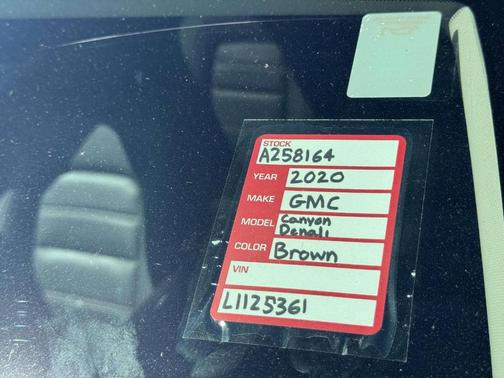 STOCK
A258164
YEAR 2020
MAKE GMC
MODEL Canyon
Denali
COLOR Brown
VIN
L1125361